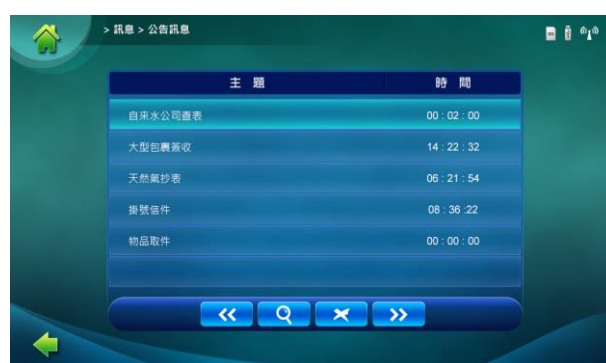 > 訊息 > 公告訊息
主 題 時 間
自來水公司查表 00 : 02 : 00
大型包裹簽收 14 : 22 : 32
天然氣抄表 06 : 21 : 54
掛號信件 08 : 36 :22
物品取件 00 : 00 : 00